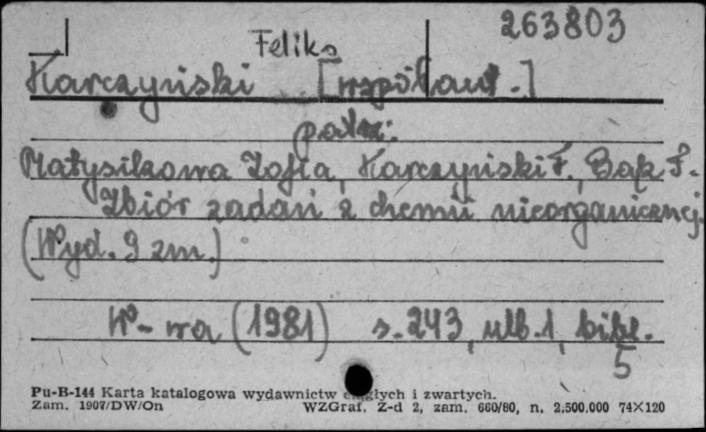 263803
Feliks
Karczyński [współaut.]
patrz:
Matysikowa Zofia, Karczyński F., Bąk F.
Zbiór zadań z chemii nieorganicznej.
(Wyd. 9 zm.)
W-wa (1981) s. 243, nlb. 1, bibl.
5
Pu-B-144 Karta katalogowa wydawnictw ciągłych i zwartych.
Zam. 1907/DW/On WZGraf. Z-d 2, zam. 660/80, n. 2.500.000 74×120